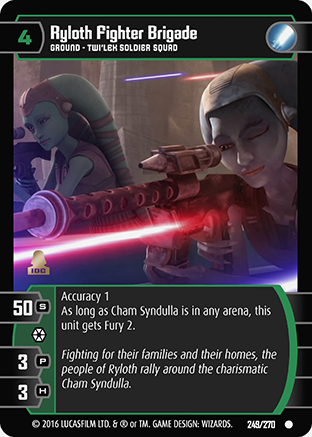 4
Ryloth Fighter Brigade
GROUND - TWI'LEK SOLDIER SQUAD
IDC
50 S
Accuracy 1
As long as Cham Syndulla is in any arena, this
unit gets Fury 2.
3 P
3 H
Fighting for their families and their homes, the
people of Ryloth rally around the charismatic
Cham Syndulla.
© 2016 LUCASFILM LTD. & ® or TM. GAME DESIGN: WIZARDS.
249/270